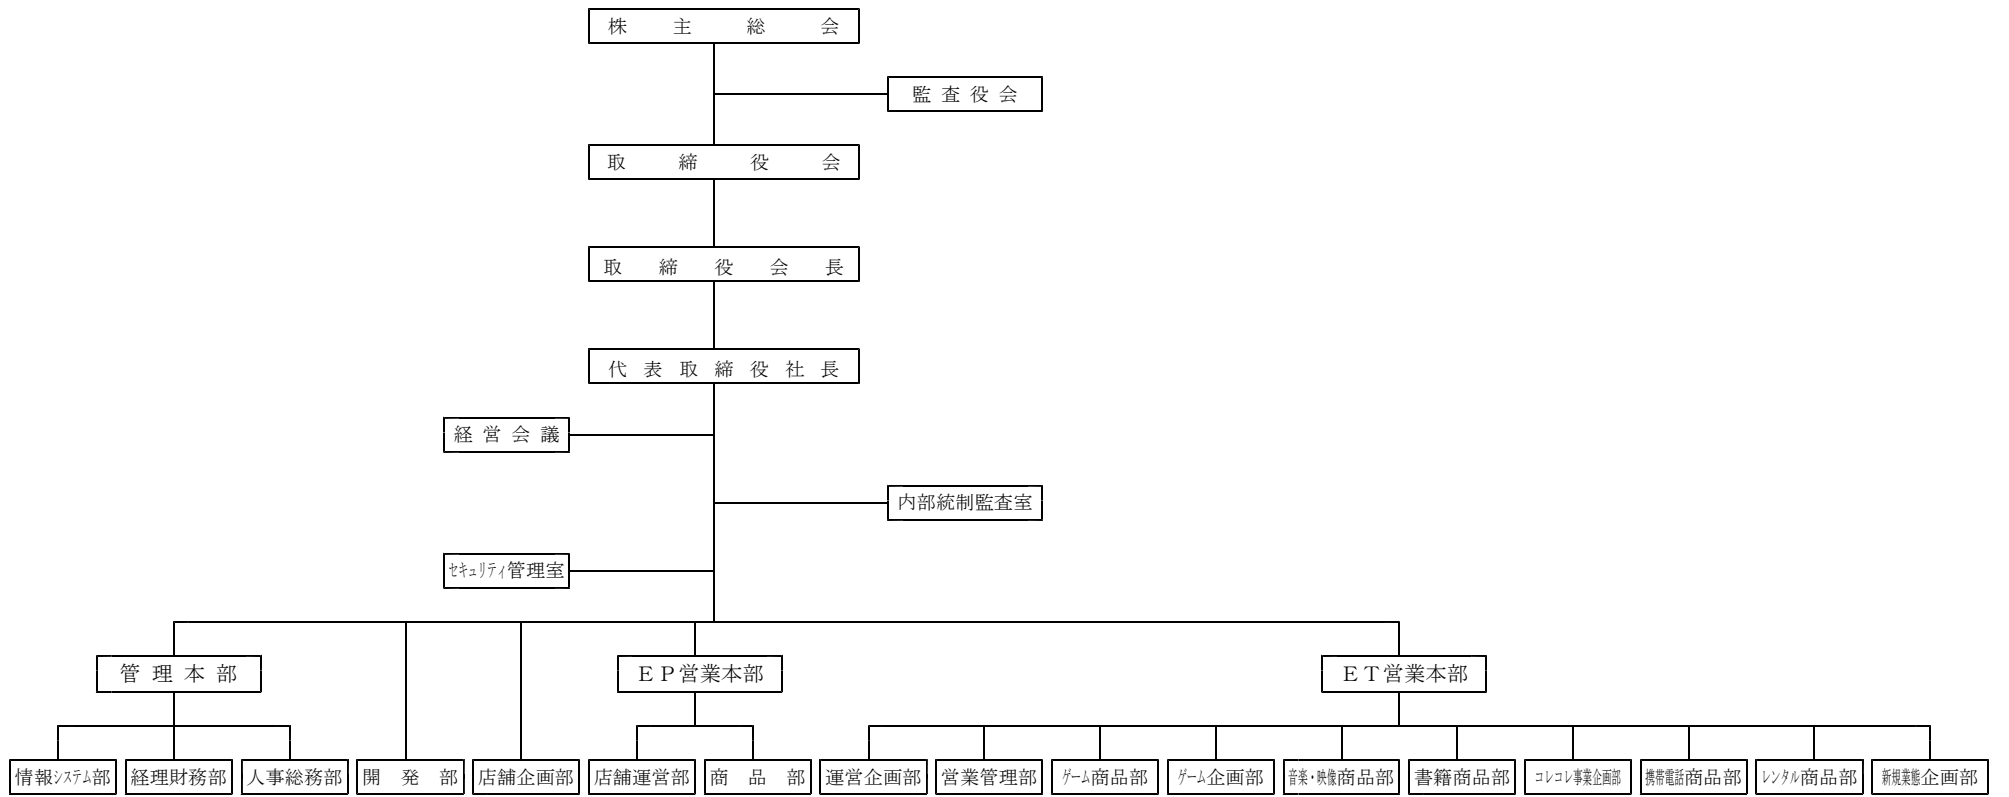 株主総会
監査役会
取締役会
取締役会長
代表取締役社長
経営会議
内部統制監査室
セキュリティ管理室
管理本部
ＥＰ営業本部
ＥＴ営業本部
情報システム部
経理財務部
人事総務部
開発部
店舗企画部
店舗運営部
商品部
運営企画部
営業管理部
ゲーム商品部
ゲーム企画部
音楽・映像商品部
書籍商品部
コレコレ事業企画部
携帯電話商品部
レンタル商品部
新規業態企画部